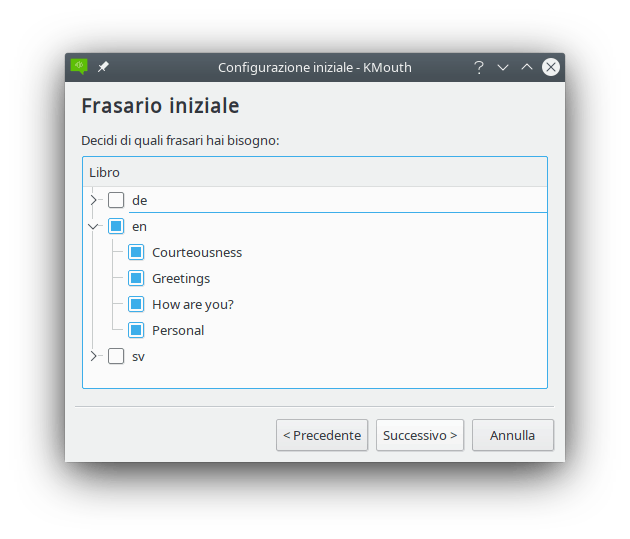 Configurazione iniziale - KMouth
Frasario iniziale
Decidi di quali frasari hai bisogno:
Libro
de
en
Courteousness
Greetings
How are you?
Personal
sv
< Precedente Successivo > Annulla